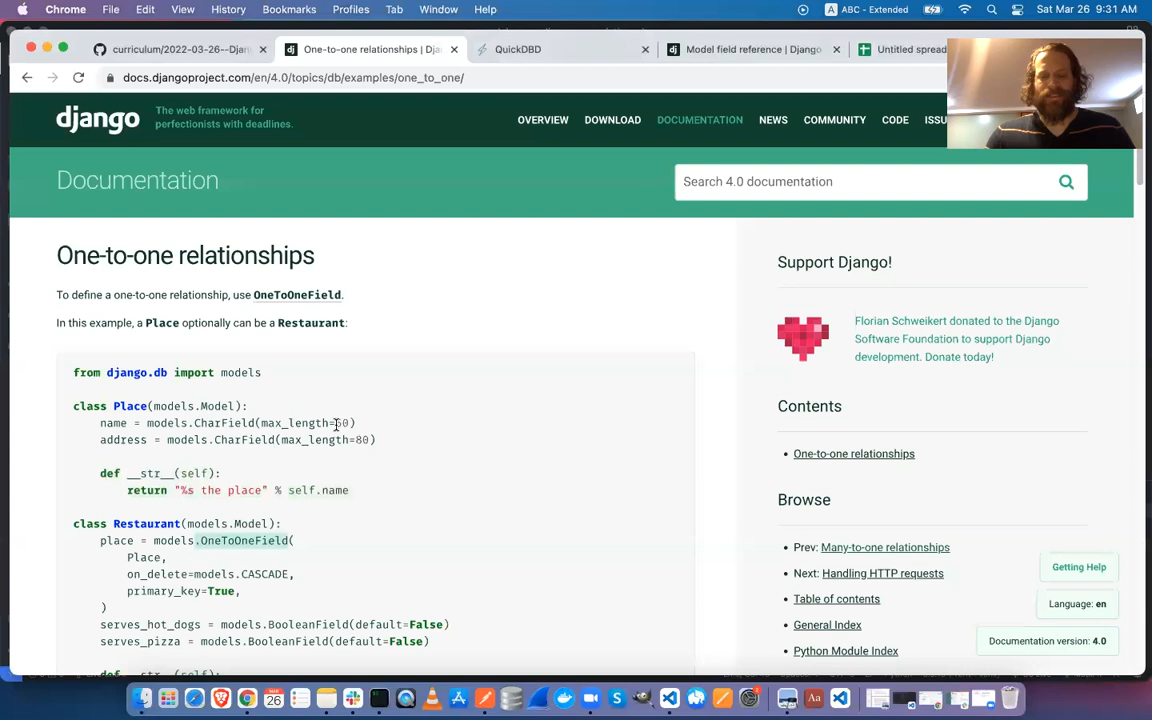 Chrome File Edit View History Bookmarks Profiles Tab Window Help
A ABC - Extended
Sat Mar 26 9:31 AM
curriculum/2022-03-26--Djan
One-to-one relationships | Dja
QuickDBD
Model field reference | Django
Untitled spread
docs.djangoproject.com/en/4.0/topics/db/examples/one_to_one/
django
The web framework for
perfectionists with deadlines.
OVERVIEW DOWNLOAD DOCUMENTATION NEWS COMMUNITY CODE ISSU
Documentation
Search 4.0 documentation
One-to-one relationships
To define a one-to-one relationship, use OneToOneField.
In this example, a Place optionally can be a Restaurant:
from django.db import models
class Place(models.Model):
name = models.CharField(max_length=50)
address = models.CharField(max_length=80)
def __str__(self):
return "%s the place" % self.name
class Restaurant(models.Model):
place = models.OneToOneField(
Place,
on_delete=models.CASCADE,
primary_key=True,
)
serves_hot_dogs = models.BooleanField(default=False)
serves_pizza = models.BooleanField(default=False)
def __str__(self):
Support Django!
Florian Schweikert donated to the Django
Software Foundation to support Django
development. Donate today!
Contents
• One-to-one relationships
Browse
• Prev: Many-to-one relationships
• Next: Handling HTTP requests
• Table of contents
• General Index
• Python Module Index
Getting Help
Language: en
Documentation version: 4.0